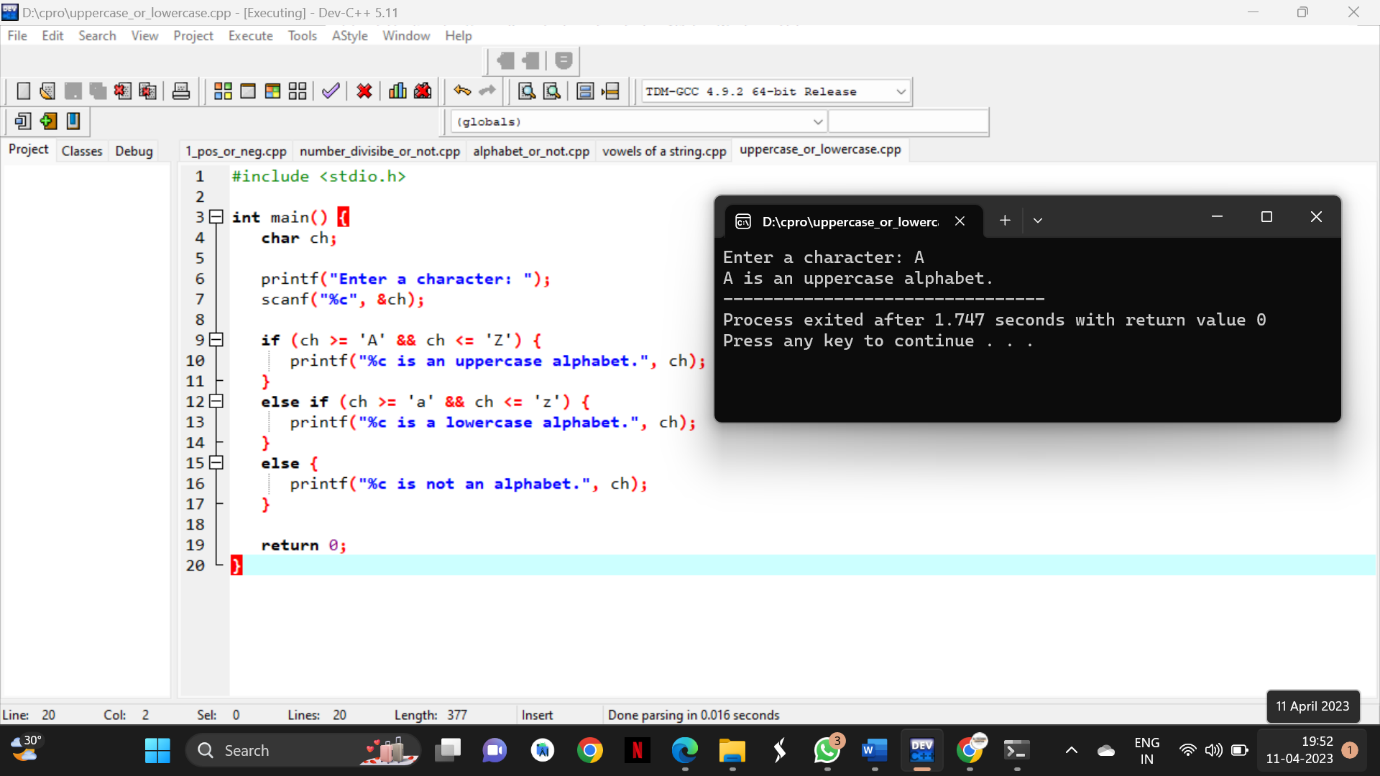 D:\cpro\uppercase_or_lowercase.cpp - [Executing] - Dev-C++ 5.11
File Edit Search View Project Execute Tools AStyle Window Help
TDM-GCC 4.9.2 64-bit Release
(globals)
Project Classes Debug
1_pos_or_neg.cpp number_divisibe_or_not.cpp alphabet_or_not.cpp vowels of a string.cpp uppercase_or_lowercase.cpp
1 #include <stdio.h>
2
3 int main() {
4 char ch;
5
6 printf("Enter a character: ");
7 scanf("%c", &ch);
8
9 if (ch >= 'A' && ch <= 'Z') {
10 printf("%c is an uppercase alphabet.", ch);
11 }
12 else if (ch >= 'a' && ch <= 'z') {
13 printf("%c is a lowercase alphabet.", ch);
14 }
15 else {
16 printf("%c is not an alphabet.", ch);
17 }
18
19 return 0;
20 }
D:\cpro\uppercase_or_lowerc
Enter a character: A
A is an uppercase alphabet.
--------------------------------
Process exited after 1.747 seconds with return value 0
Press any key to continue . . .
Line: 20 Col: 2 Sel: 0 Lines: 20 Length: 377 Insert Done parsing in 0.016 seconds
11 April 2023
30°
Search
N
3
W
DEV
ENG
IN
19:52
11-04-2023
1